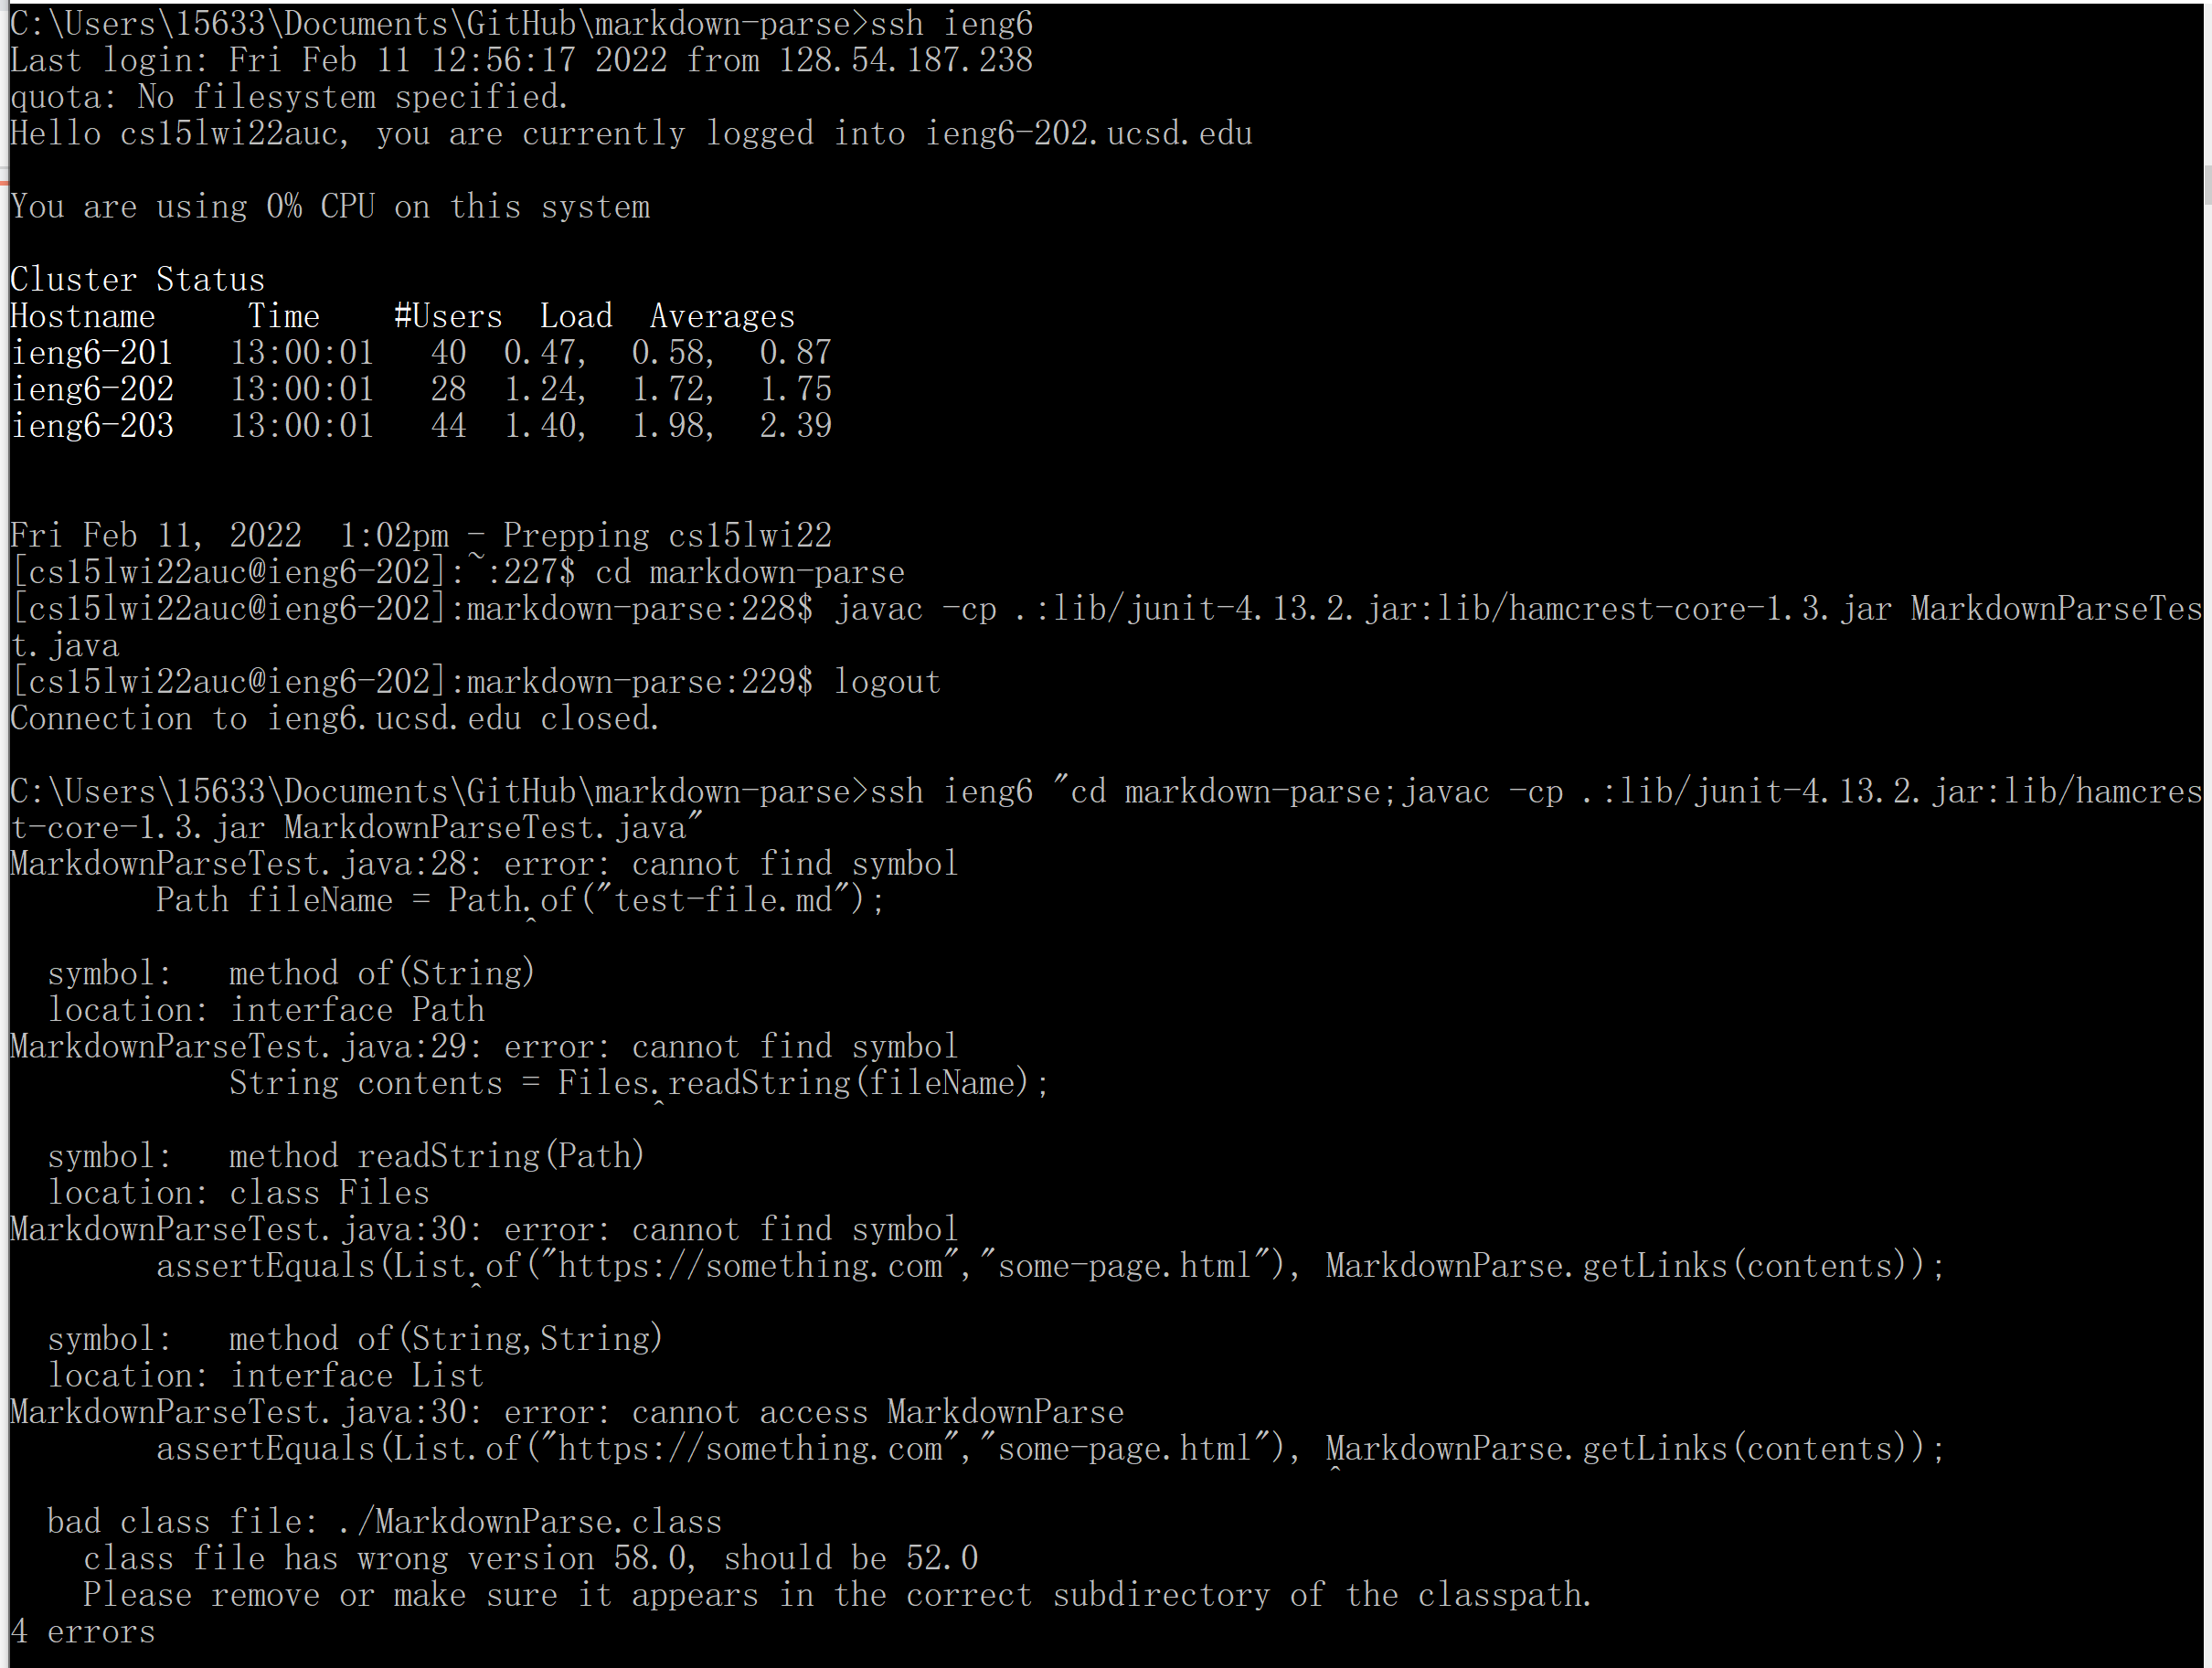 C:\Users\15633\Documents\GitHub\markdown-parse>ssh ieng6
Last login: Fri Feb 11 12:56:17 2022 from 128.54.187.238
quota: No filesystem specified.
Hello cs15lwi22auc, you are currently logged into ieng6-202.ucsd.edu

You are using 0% CPU on this system

Cluster Status
Hostname     Time    #Users  Load  Averages
ieng6-201   13:00:01   40  0.47,  0.58,  0.87
ieng6-202   13:00:01   28  1.24,  1.72,  1.75
ieng6-203   13:00:01   44  1.40,  1.98,  2.39

Fri Feb 11, 2022  1:02pm - Prepping cs15lwi22
[cs15lwi22auc@ieng6-202]:~:227$ cd markdown-parse
[cs15lwi22auc@ieng6-202]:markdown-parse:228$ javac -cp .:lib/junit-4.13.2.jar:lib/hamcrest-core-1.3.jar MarkdownParseTes
t.java
[cs15lwi22auc@ieng6-202]:markdown-parse:229$ logout
Connection to ieng6.ucsd.edu closed.

C:\Users\15633\Documents\GitHub\markdown-parse>ssh ieng6 "cd markdown-parse;javac -cp .:lib/junit-4.13.2.jar:lib/hamcres
t-core-1.3.jar MarkdownParseTest.java"
MarkdownParseTest.java:28: error: cannot find symbol
        Path fileName = Path.of("test-file.md");
                            ^
  symbol:   method of(String)
  location: interface Path
MarkdownParseTest.java:29: error: cannot find symbol
            String contents = Files.readString(fileName);
                                   ^
  symbol:   method readString(Path)
  location: class Files
MarkdownParseTest.java:30: error: cannot find symbol
        assertEquals(List.of("https://something.com","some-page.html"), MarkdownParse.getLinks(contents));
                         ^
  symbol:   method of(String,String)
  location: interface List
MarkdownParseTest.java:30: error: cannot access MarkdownParse
        assertEquals(List.of("https://something.com","some-page.html"), MarkdownParse.getLinks(contents));
                                                                        ^
  bad class file: ./MarkdownParse.class
    class file has wrong version 58.0, should be 52.0
    Please remove or make sure it appears in the correct subdirectory of the classpath.
4 errors